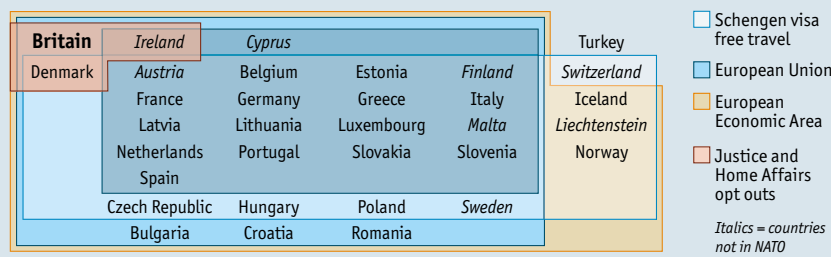 Britain Ireland Cyprus Turkey
Denmark Austria Belgium Estonia Finland Switzerland
France Germany Greece Italy Iceland
Latvia Lithuania Luxembourg Malta Liechtenstein
Netherlands Portugal Slovakia Slovenia Norway
Spain
Czech Republic Hungary Poland Sweden
Bulgaria Croatia Romania
Schengen visa
free travel
European Union
European
Economic Area
Justice and
Home Affairs
opt outs
Italics = countries
not in NATO